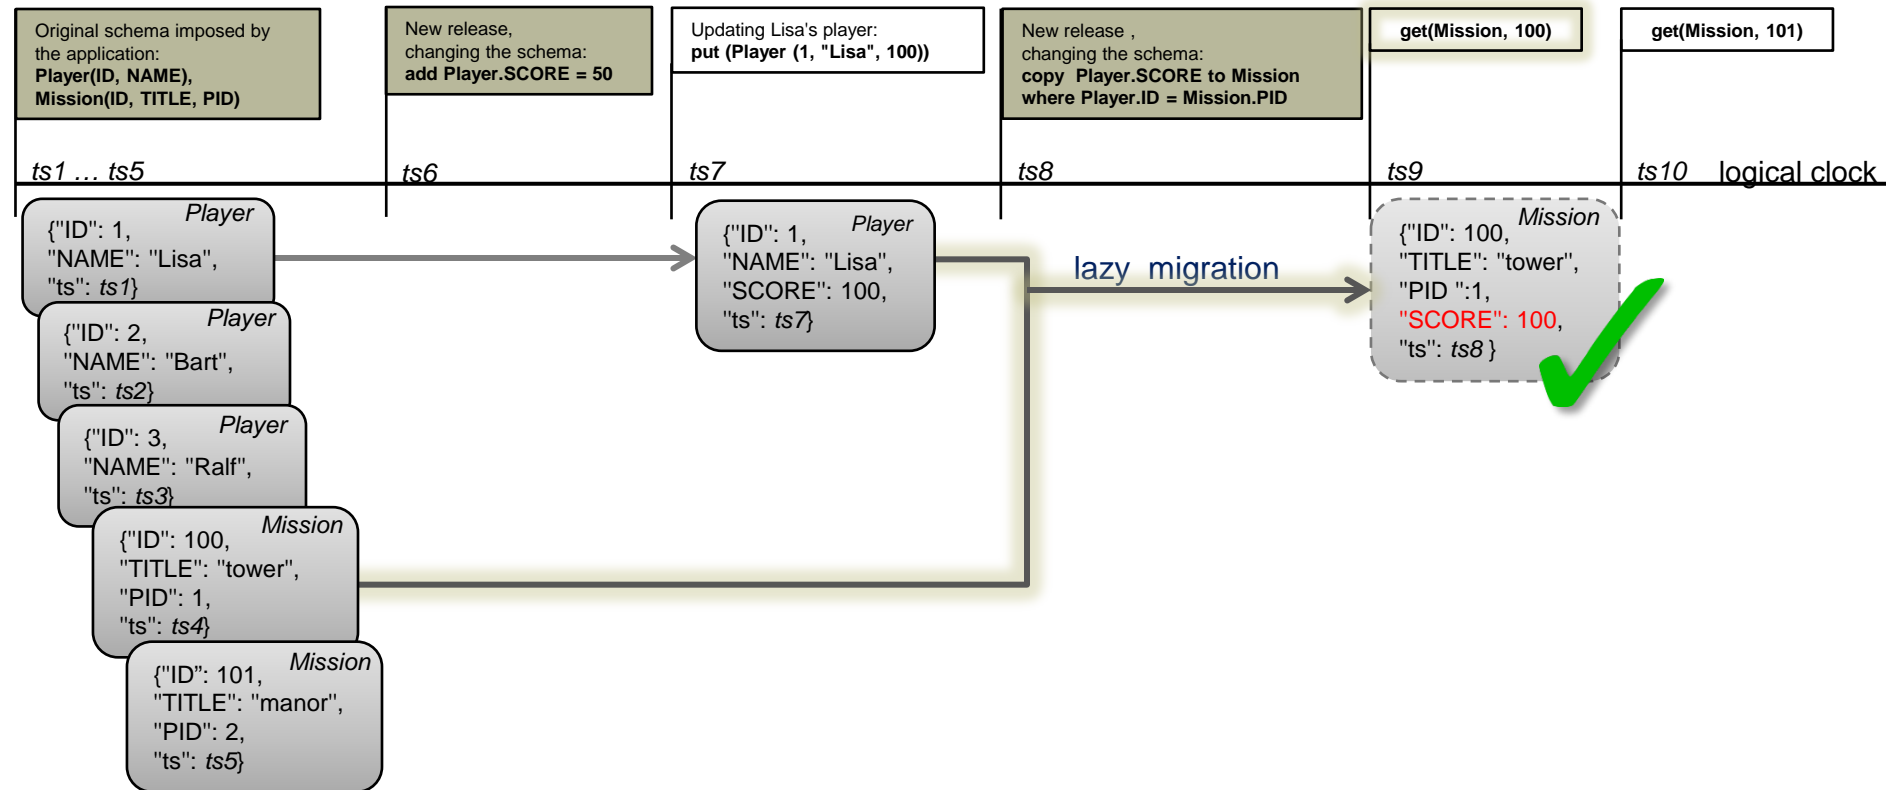 Original schema imposed by
the application:
Player(ID, NAME),
Mission(ID, TITLE, PID)
New release,
changing the schema:
add Player.SCORE = 50
Updating Lisa's player:
put (Player (1, "Lisa", 100))
New release ,
changing the schema:
copy Player.SCORE to Mission
where Player.ID = Mission.PID
get(Mission, 100)
get(Mission, 101)
ts1 … ts5
ts6
ts7
ts8
ts9
ts10
logical clock
Player
{"ID": 1,
"NAME": "Lisa",
"ts": ts1}
Player
{"ID": 2,
"NAME": "Bart",
"ts": ts2}
Player
{"ID": 3,
"NAME": "Ralf",
"ts": ts3}
Mission
{"ID": 100,
"TITLE": "tower",
"PID": 1,
"ts": ts4}
Mission
{"ID”: 101,
"TITLE": "manor",
"PID": 2,
"ts": ts5}
Player
{"ID": 1,
"NAME": "Lisa",
"SCORE": 100,
"ts": ts7}
lazy migration
Mission
{"ID": 100,
"TITLE": "tower",
"PID ":1,
"SCORE": 100,
"ts": ts8 }